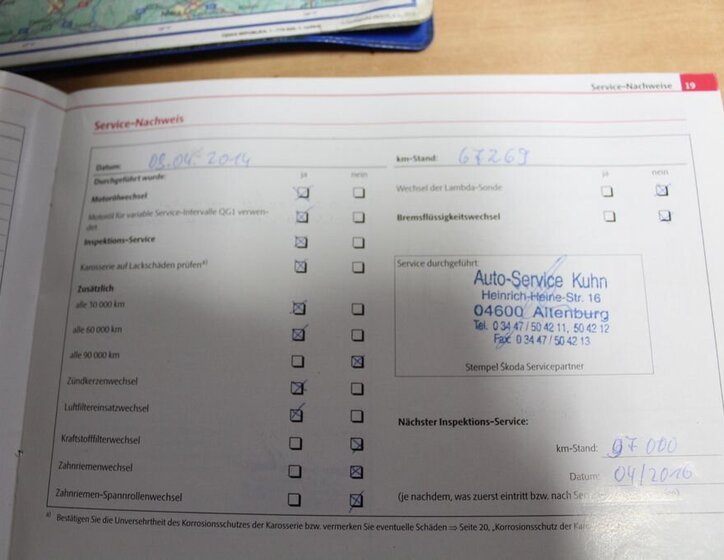 Service-Nachweise 19
Service-Nachweis
Datum: 09.04.2014
km-Stand: 67269
Durchgeführt wurde: ja nein
ja nein
Motorölwechsel
Wechsel der Lambda-Sonde
Motoröl für variable Service-Intervalle QG1 verwen-
det
Bremsflüssigkeitswechsel
Inspektions-Service
Karosserie auf Lackschäden prüfen a)
Service durchgeführt:
Auto-Service Kuhn
Heinrich-Heine-Str. 16
04600 Altenburg
Tel. 0 34 47 / 50 42 11, 50 42 12
Fax: 0 34 47 / 50 42 13
Stempel Skoda Servicepartner
Zusätzlich
alle 30 000 km
alle 60 000 km
alle 90 000 km
Zündkerzenwechsel
Luftfiltereinsatzwechsel
Nächster Inspektions-Service:
Kraftstofffilterwechsel
km-Stand: 97 000
Zahnriemenwechsel
Datum: 04/2016
Zahnriemen-Spannrollenwechsel
(je nachdem, was zuerst eintritt bzw. nach
a) Bestätigen Sie die Unversehrtheit des Korrosionsschutzes der Karosserie bzw. vermerken Sie eventuelle Schäden ⇒ Seite 20, „Korrosionsschutz der